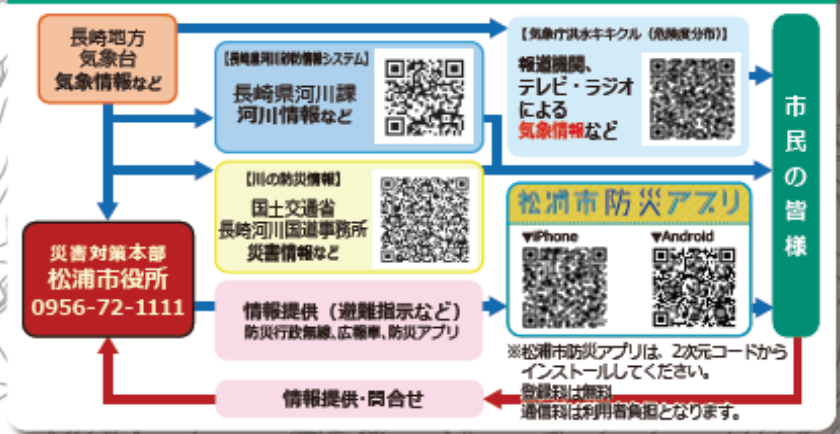 長崎地方
気象台
気象情報など
【長崎県河川砂防情報システム】
長崎県河川課
河川情報など
【気象庁洪水キキクル（危険度分布）】
報道機関、
テレビ・ラジオ
による
気象情報など
市民の皆様
【川の防災情報】
国土交通省
長崎河川国道事務所
災害情報など
災害対策本部
松浦市役所
0956-72-1111
松浦市防災アプリ
▼iPhone
▼Android
情報提供（避難指示など）
防災行政無線、広報車、防災アプリ
※松浦市防災アプリは、2次元コードから
インストールしてください。
登録料は無料
通信料は利用者負担となります。
情報提供・問合せ